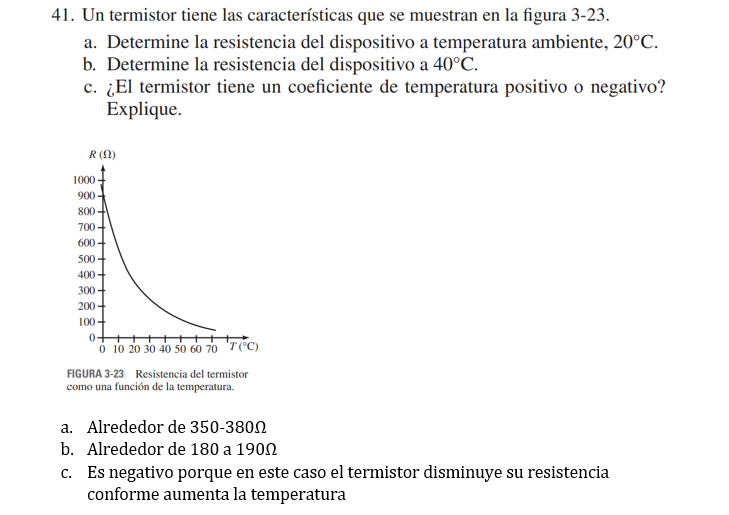 41. Un termistor tiene las características que se muestran en la figura 3-23.
a. Determine la resistencia del dispositivo a temperatura ambiente, 20°C.
b. Determine la resistencia del dispositivo a 40°C.
c. ¿El termistor tiene un coeficiente de temperatura positivo o negativo?
Explique.
R (Ω)
1000
900
800
700
600
500
400
300
200
100
0
0 10 20 30 40 50 60 70 T (°C)
FIGURA 3-23 Resistencia del termistor
como una función de la temperatura.
a. Alrededor de 350-380Ω
b. Alrededor de 180 a 190Ω
c. Es negativo porque en este caso el termistor disminuye su resistencia
conforme aumenta la temperatura